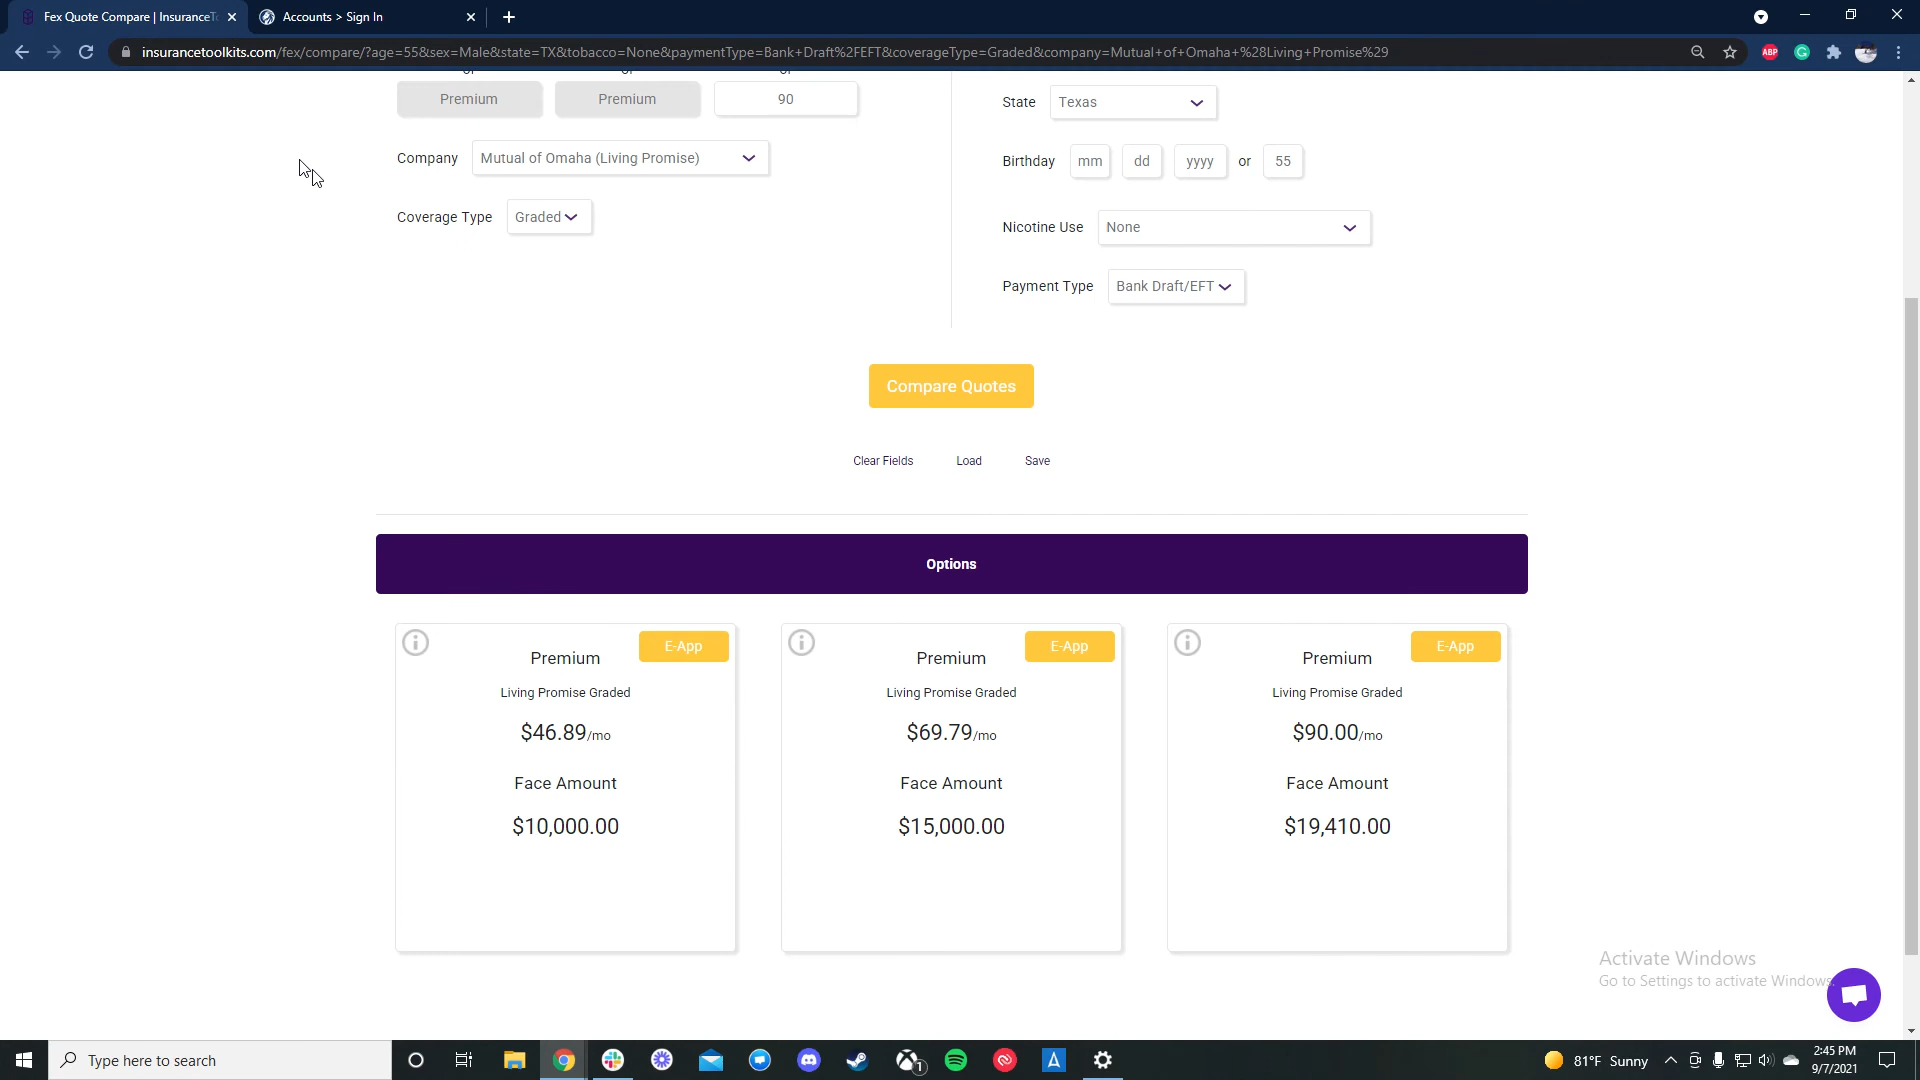 Fex Quote Compare | InsuranceTo
Accounts > Sign In
insurancetoolkits.com/fex/compare/?age=55&sex=Male&state=TX&tobacco=None&paymentType=Bank+Draft%2FEFT&coverageType=Graded&company=Mutual+of+Omaha+%28Living+Promise%29
ABP
or or or
Premium Premium 90
State Texas
Company Mutual of Omaha (Living Promise)
Birthday mm dd yyyy or 55
Coverage Type Graded
Nicotine Use None
Payment Type Bank Draft/EFT
Compare Quotes
Clear Fields Load Save
Options
E-App
Premium
Living Promise Graded
$46.89/mo
Face Amount
$10,000.00
E-App
Premium
Living Promise Graded
$69.79/mo
Face Amount
$15,000.00
E-App
Premium
Living Promise Graded
$90.00/mo
Face Amount
$19,410.00
Activate Windows
Go to Settings to activate Windows.
Type here to search
1
81°F Sunny
2:45 PM
9/7/2021